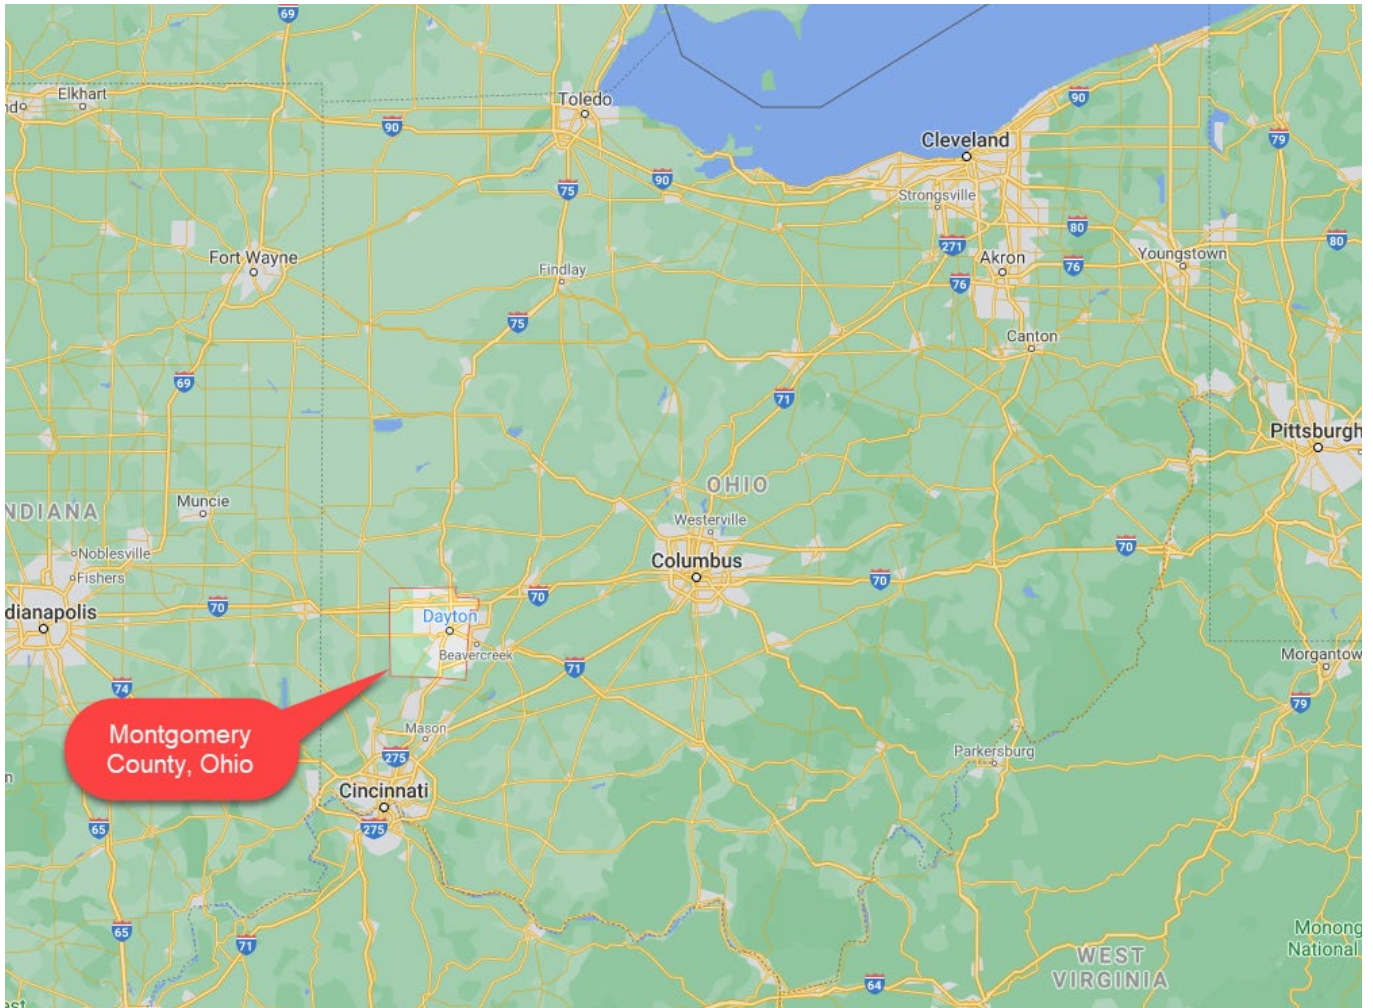 69
Elkhart
nd
Toledo
90
90
Cleveland
79
75
90
Strongsville
80
271
80
Fort Wayne
Akron
76
Youngstown
Findlay
76
75
Canton
69
71
Pittsburgh
OHIO
Muncie
NDIANA
Westerville
Noblesville
70
Columbus
Fishers
70
70
70
dianapolis
Dayton
Beavercreek
71
Morgantow
74
79
Montgomery
County, Ohio
Mason
275
Parkersburg
Cincinnati
65
275
65
71
Monong
National
WEST
VIRGINIA
64